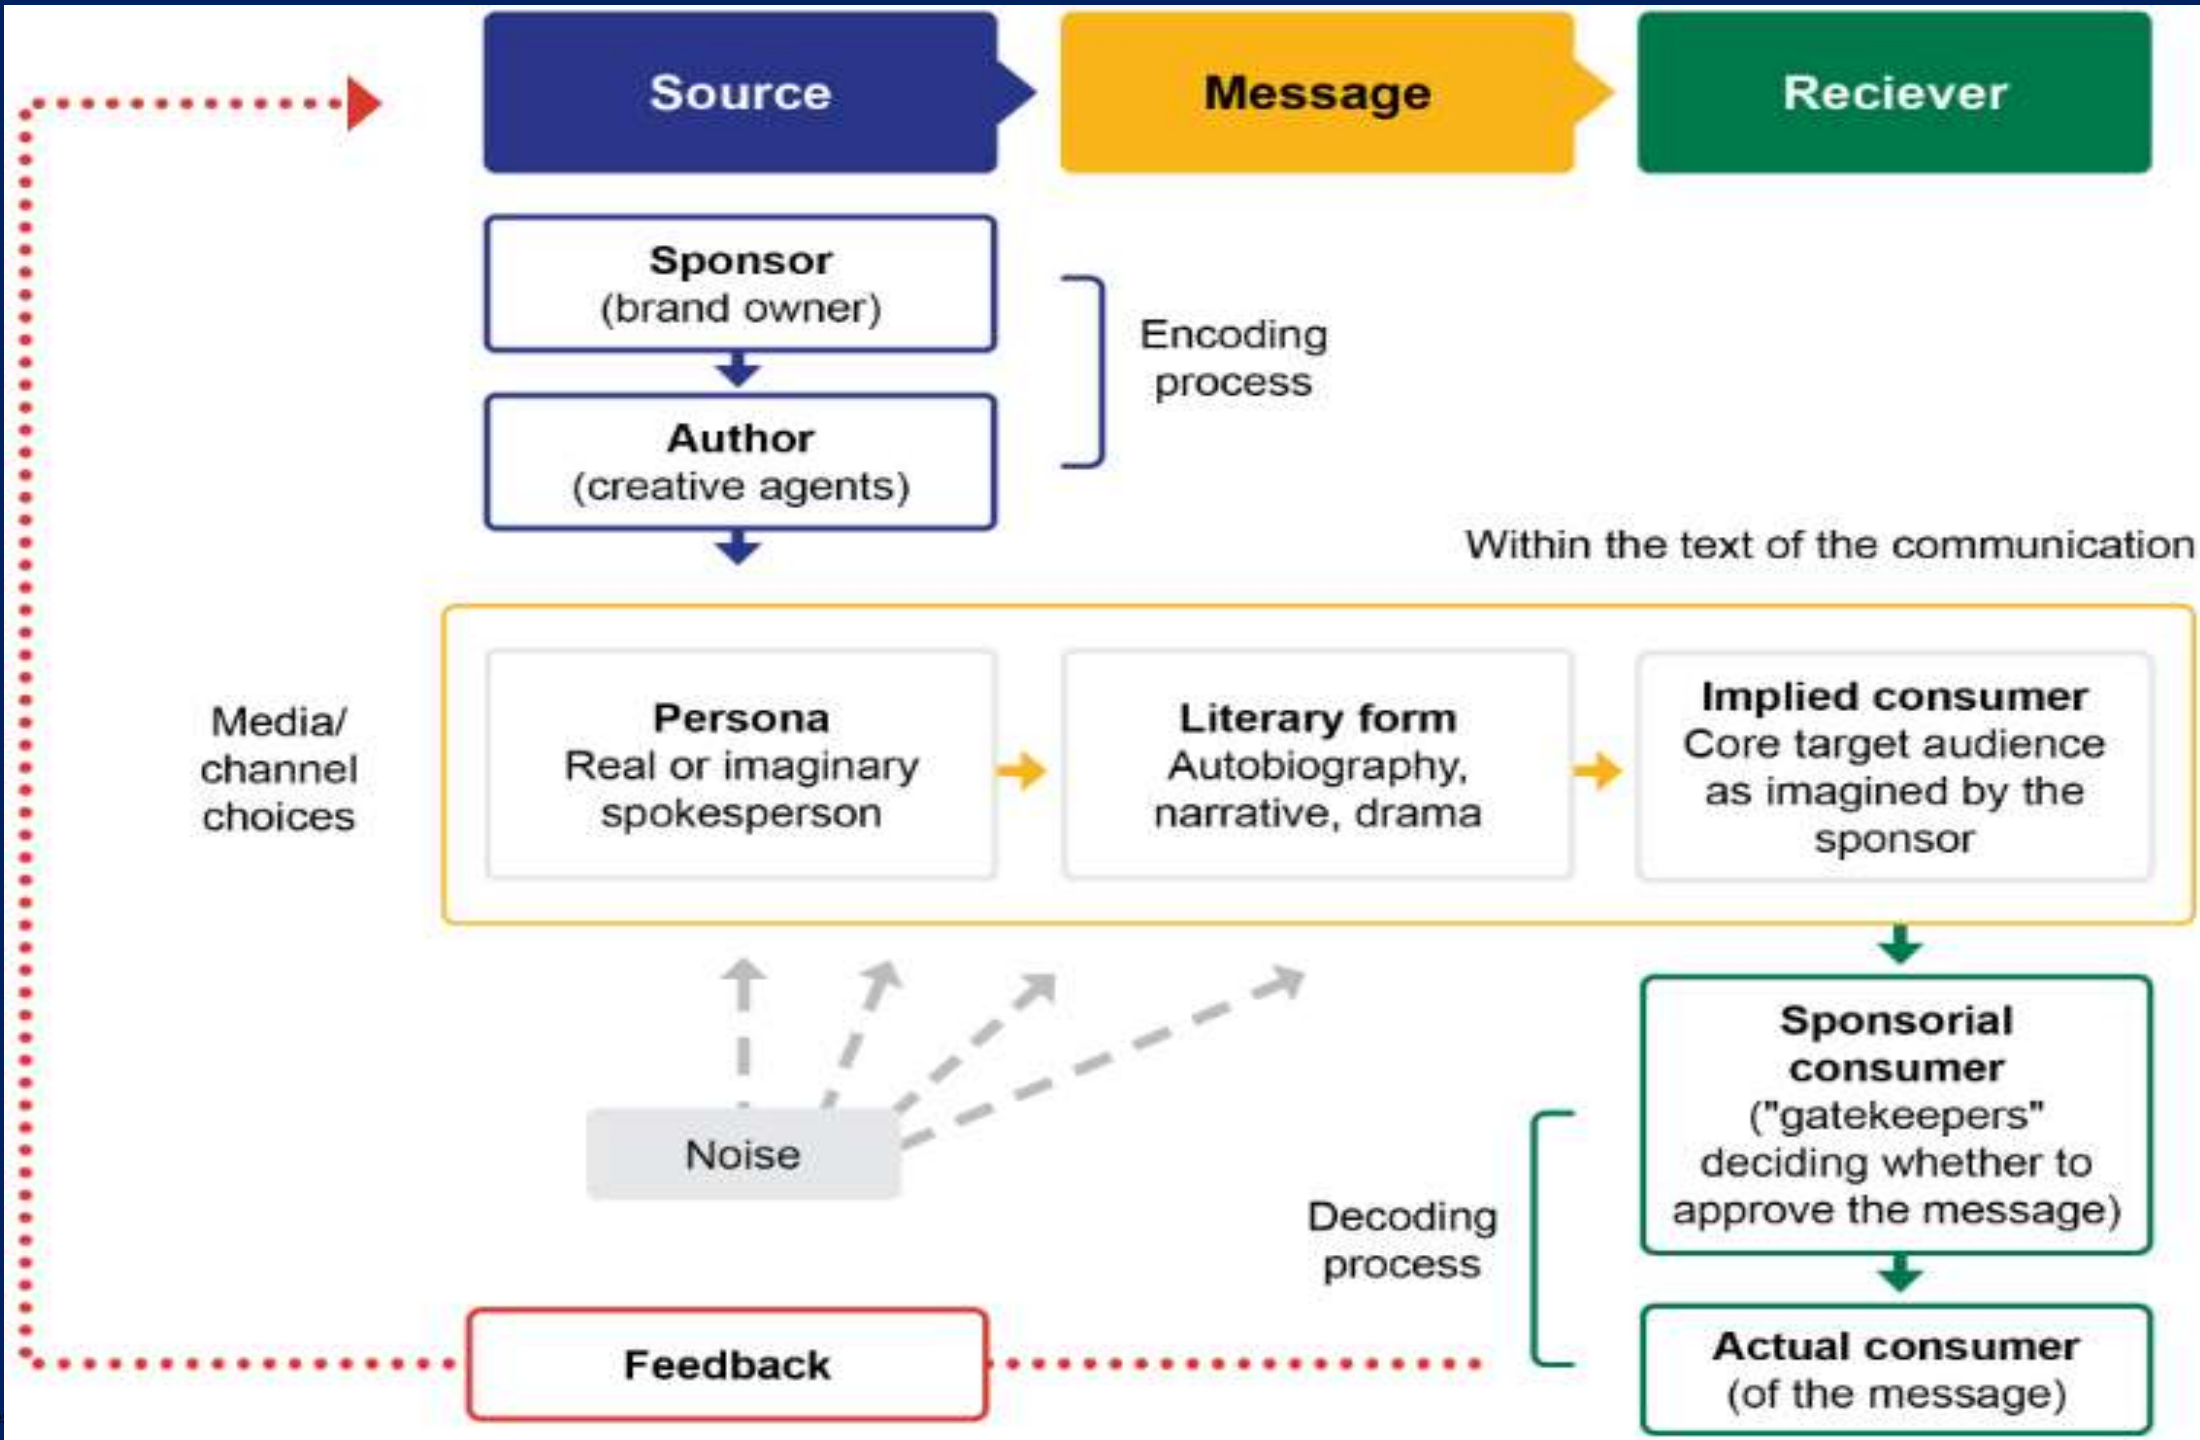 Source
Message
Reciever
Sponsor
(brand owner)
Encoding
process
Author
(creative agents)
Within the text of the communication
Media/
channel
choices
Persona
Real or imaginary
spokesperson
Literary form
Autobiography,
narrative, drama
Implied consumer
Core target audience
as imagined by the
sponsor
Noise
Sponsorial
consumer
("gatekeepers"
deciding whether to
approve the message)
Decoding
process
Feedback
Actual consumer
(of the message)